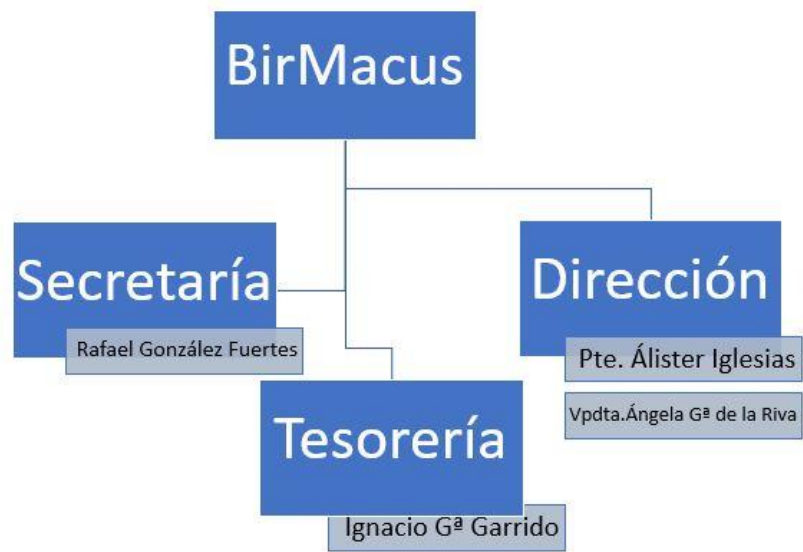 BirMacus
Secretaría
Rafael González Fuertes
Dirección
Pte. Álister Iglesias
Vpdta.Ángela Gª de la Riva
Tesorería
Ignacio Gª Garrido